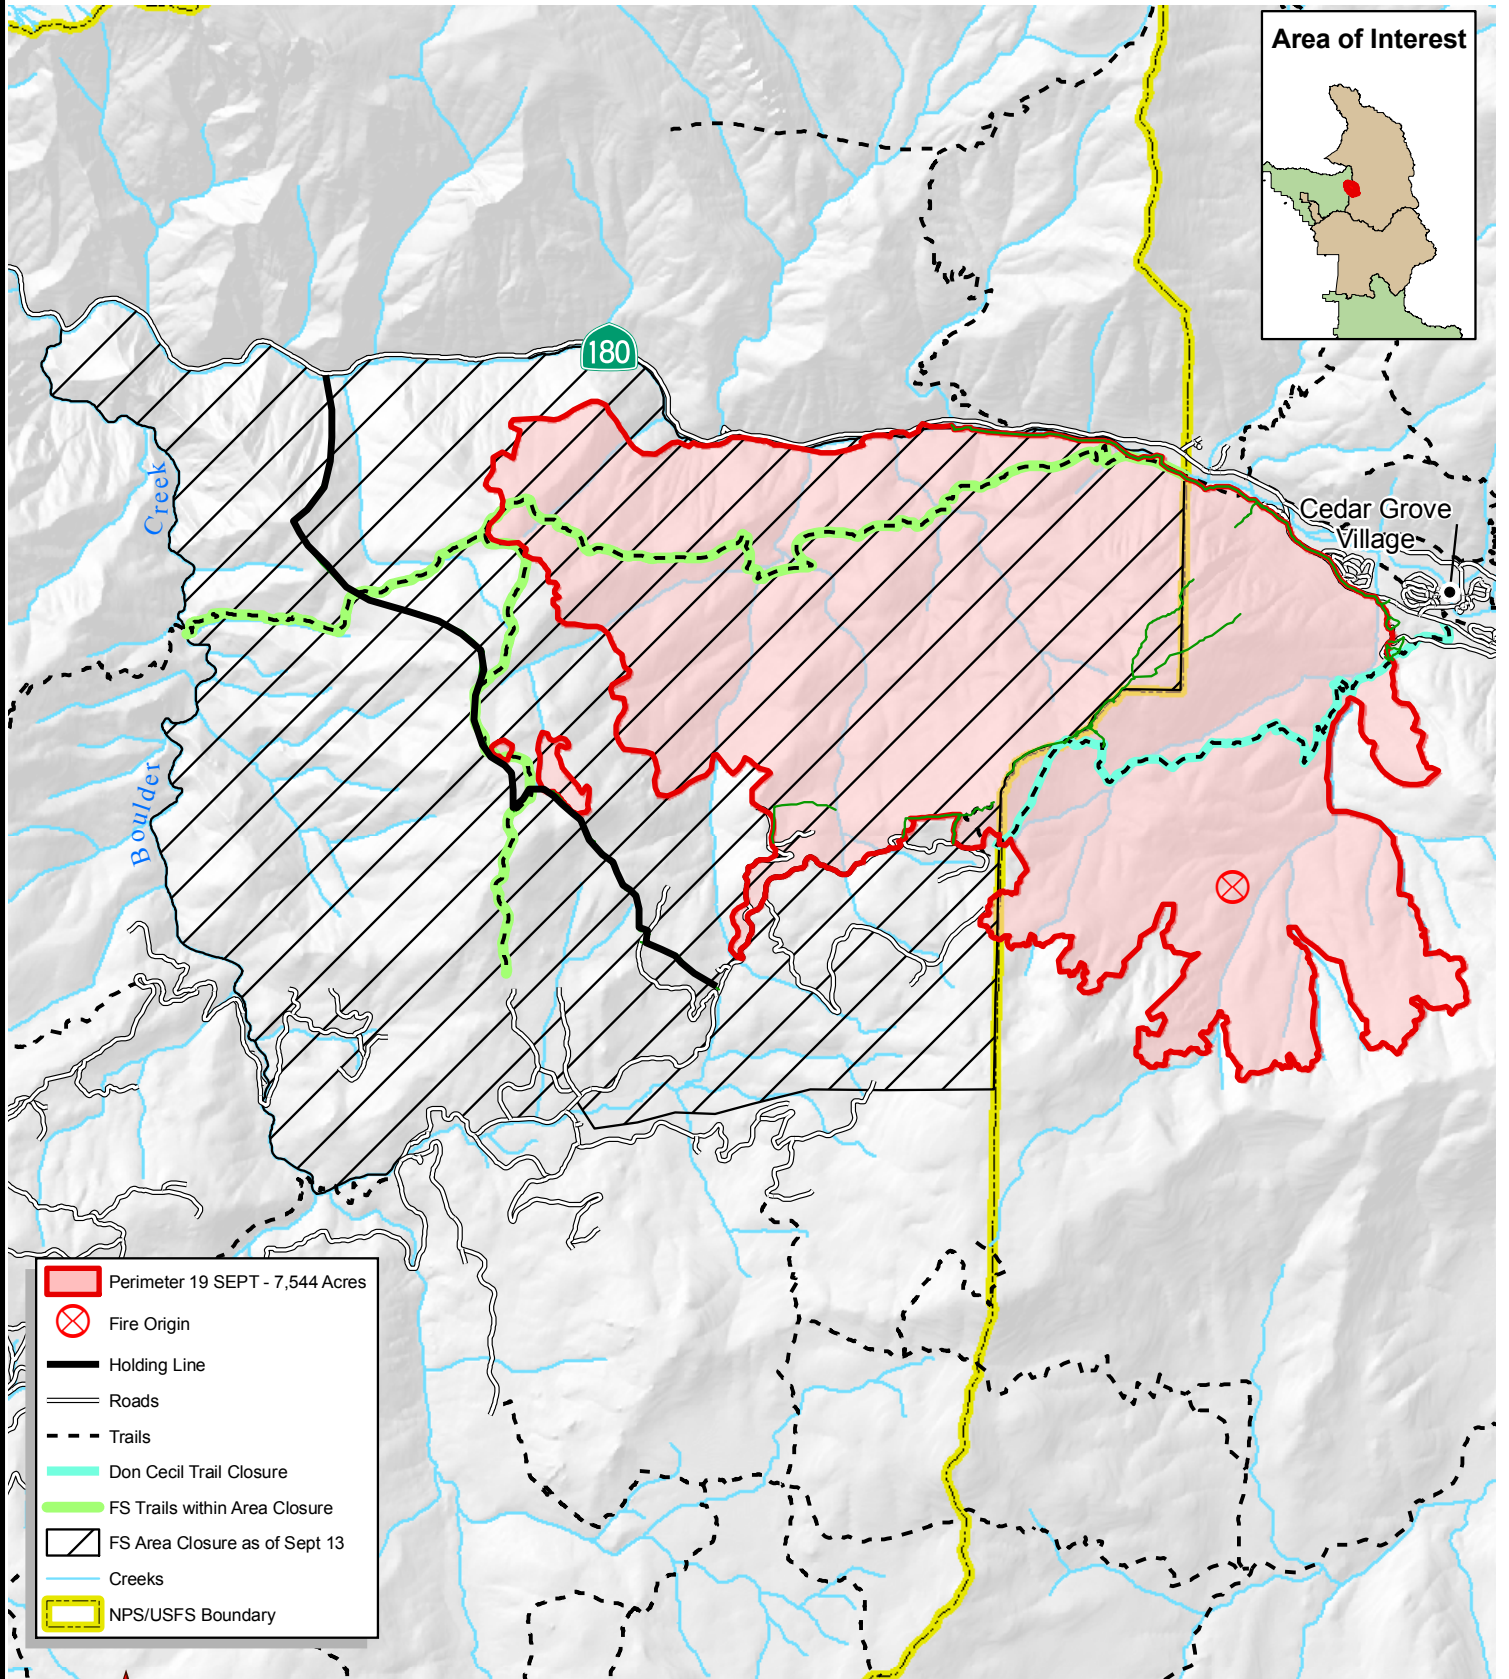 Area of Interest
180
Creek
Cedar Grove
Village
Boulder
Perimeter 19 SEPT - 7,544 Acres
Fire Origin
Holding Line
Roads
Trails
Don Cecil Trail Closure
FS Trails within Area Closure
FS Area Closure as of Sept 13
Creeks
NPS/USFS Boundary